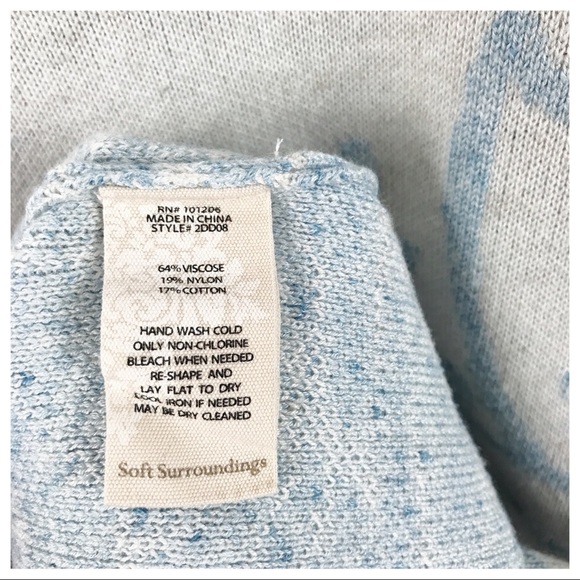 RN# 101206
MADE IN CHINA
STYLE# 2DD08
64% VISCOSE
19% NYLON
17% COTTON
HAND WASH COLD
ONLY NON-CHLORINE
BLEACH WHEN NEEDED
RE-SHAPE AND
LAY FLAT TO DRY
COOL IRON IF NEEDED
MAY BE DRY CLEANED
Soft Surroundings